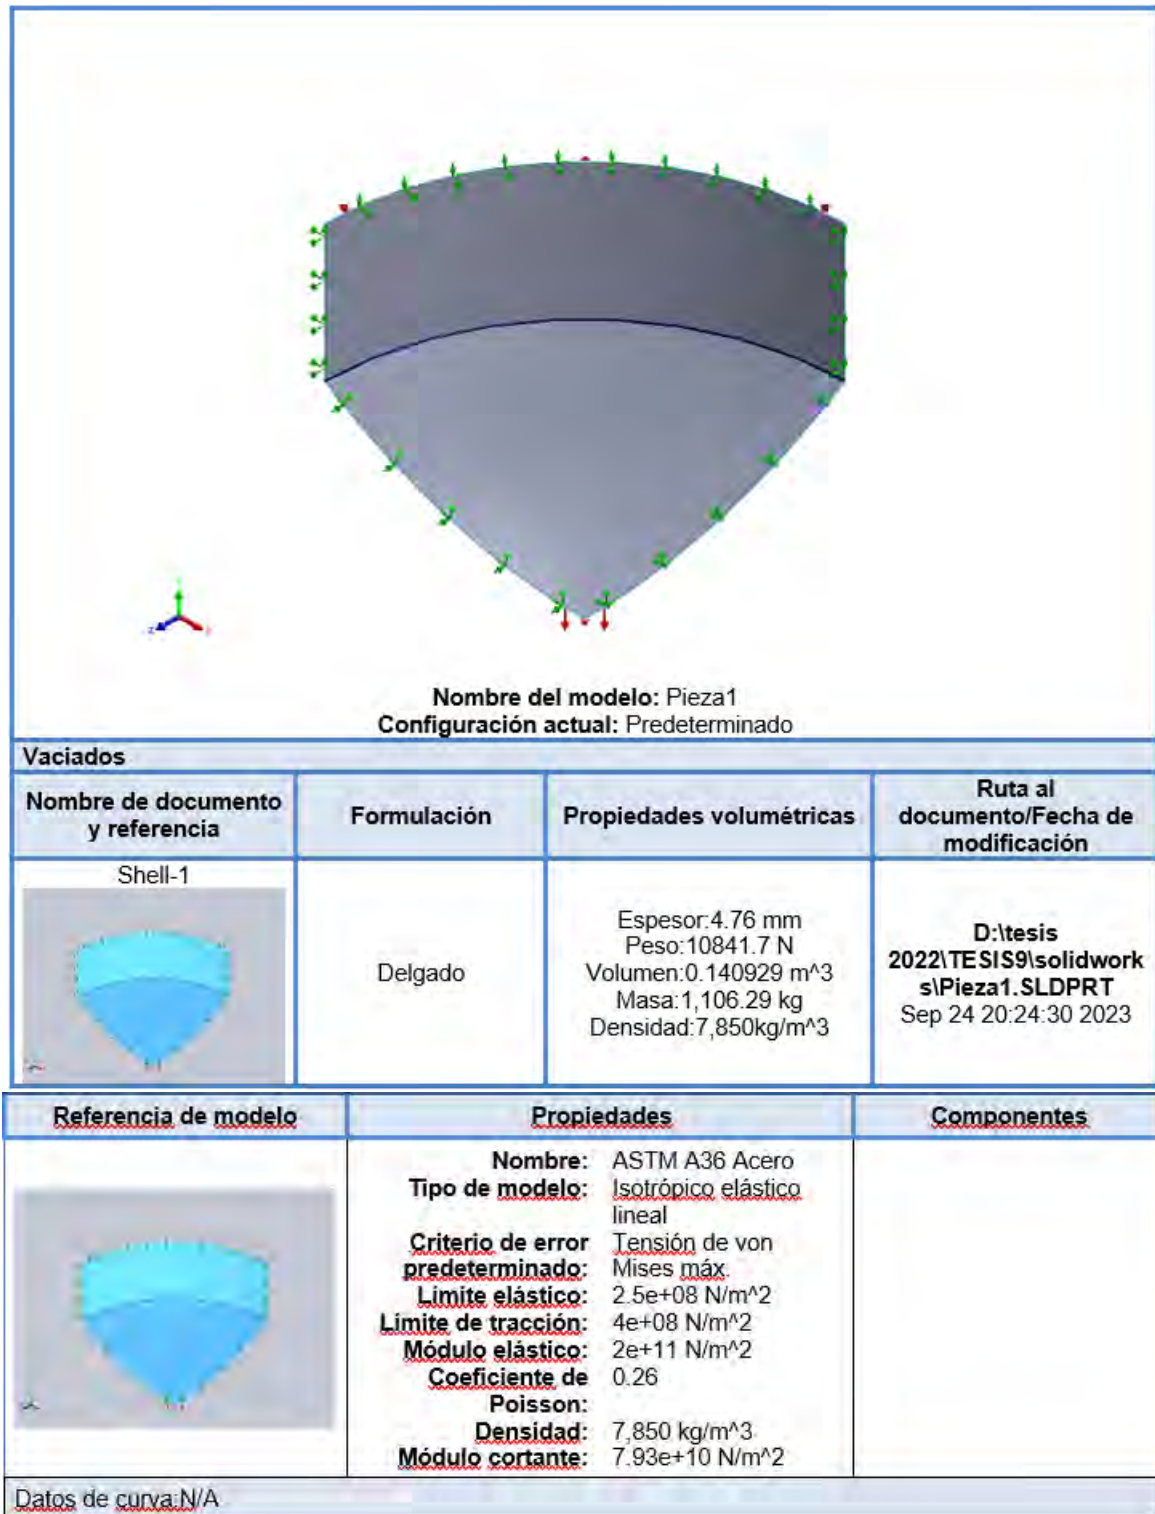 Nombre del modelo: Pieza1
Configuración actual: Predeterminado
Vaciados
Nombre de documento
y referencia
Formulación
Propiedades volumétricas
Ruta al
documento/Fecha de
modificación
Shell-1
Delgado
Espesor:4.76 mm
Peso:10841.7 N
Volumen:0.140929 m^3
Masa:1,106.29 kg
Densidad:7,850kg/m^3
D:\tesis
2022\TESIS9\solidwork
s\Pieza1.SLDPRT
Sep 24 20:24:30 2023
Referencia de modelo
Propiedades
Componentes
Nombre: ASTM A36 Acero
Tipo de modelo: Isotrópico elástico
lineal
Criterio de error Tensión de von
predeterminado: Mises máx.
Límite elástico: 2.5e+08 N/m^2
Límite de tracción: 4e+08 N/m^2
Módulo elástico: 2e+11 N/m^2
Coeficiente de 0.26
Poisson:
Densidad: 7,850 kg/m^3
Módulo cortante: 7.93e+10 N/m^2
Datos de curva:N/A